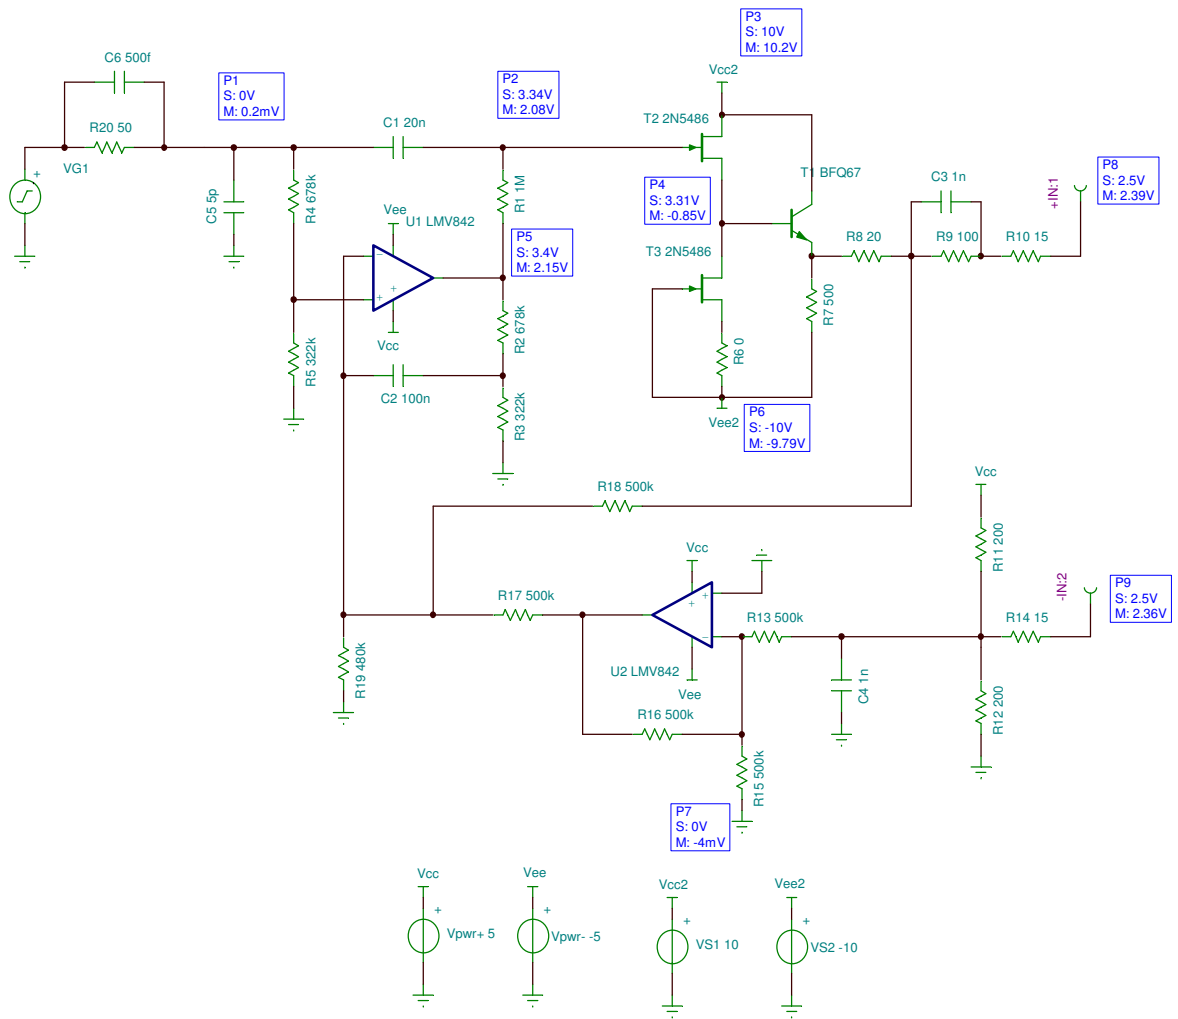 C6 500f
R20 50
VG1
P1
S: 0V
M: 0.2mV
C5 5p
R4 678k
R5 322k
C1 20n
P2
S: 3.34V
M: 2.08V
R1 1M
Vee
U1 LMV842
Vcc
P5
S: 3.4V
M: 2.15V
R2 678k
C2 100n
R3 322k
P3
S: 10V
M: 10.2V
Vcc2
T2 2N5486
P4
S: 3.31V
M: -0.85V
T1 BFQ67
T3 2N5486
R6 0
R7 500
Vee2
P6
S: -10V
M: -9.79V
R8 20
C3 1n
R9 100
R10 15
+IN:1
P8
S: 2.5V
M: 2.39V
R18 500k
Vcc
R11 200
R17 500k
R19 480k
Vcc
U2 LMV842
Vee
R13 500k
R16 500k
R15 500k
P7
S: 0V
M: -4mV
C4 1n
R12 200
R14 15
-IN:2
P9
S: 2.5V
M: 2.36V
Vcc
Vpwr+ 5
Vee
Vpwr- -5
Vcc2
VS1 10
Vee2
VS2 -10